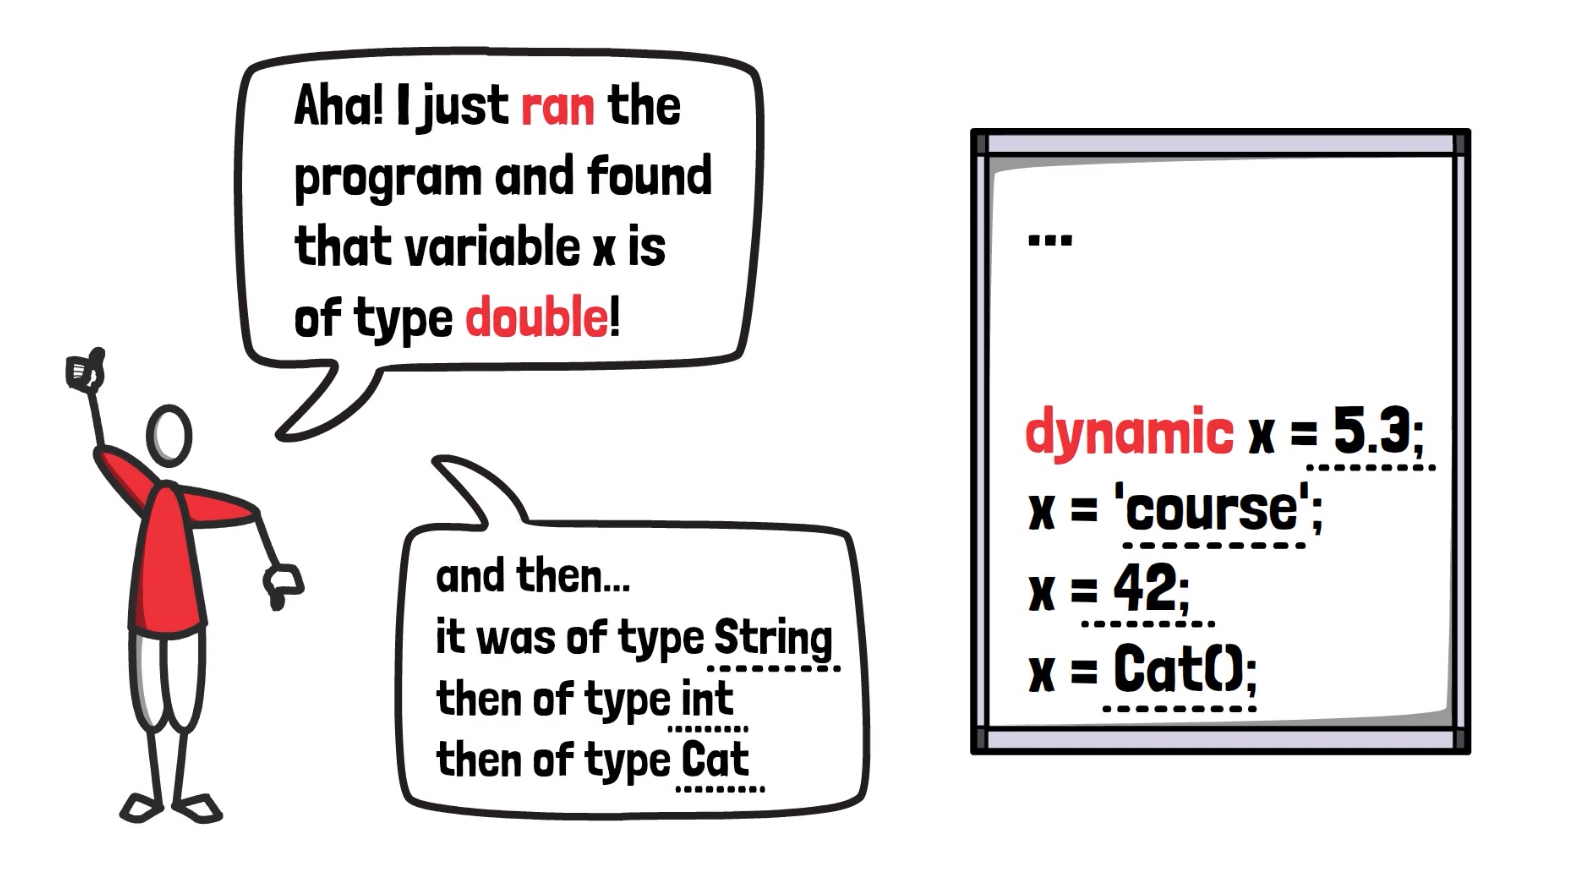 Aha! I just ran the
program and found
that variable x is
of type double!
and then...
it was of type String
then of type int
then of type Cat
...
dynamic x = 5.3;
x = 'course';
x = 42;
x = Cat();